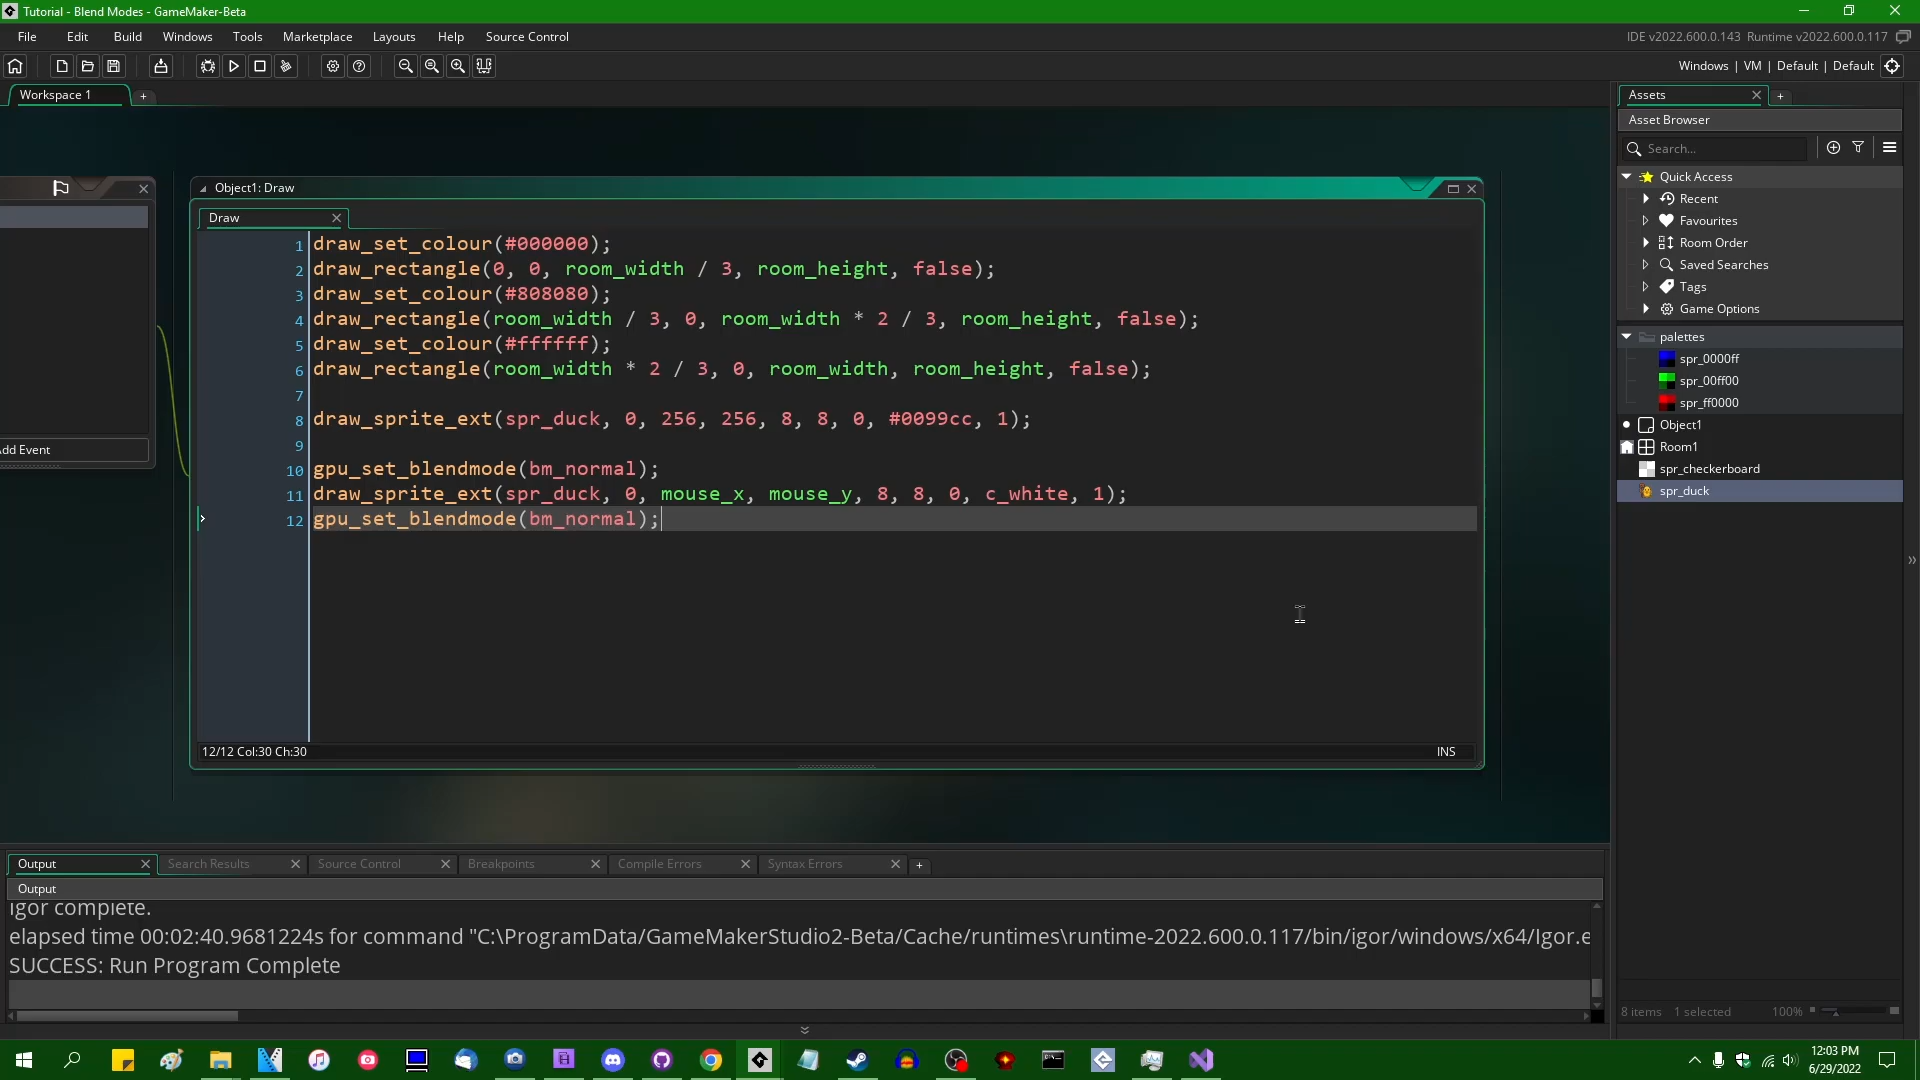 Tutorial - Blend Modes - GameMaker-Beta
File Edit Build Windows Tools Marketplace Layouts Help Source Control
IDE v2022.600.0.143 Runtime v2022.600.0.117
Windows | VM | Default | Default
Workspace 1
Assets
Asset Browser
Search...
Quick Access
Recent
Favourites
Room Order
Saved Searches
Tags
Game Options
palettes
spr_0000ff
spr_00ff00
spr_ff0000
Object1
Room1
spr_checkerboard
spr_duck
8 items 1 selected 100%
dd Event
Object1: Draw
Draw
1 draw_set_colour(#000000);
2 draw_rectangle(0, 0, room_width / 3, room_height, false);
3 draw_set_colour(#808080);
4 draw_rectangle(room_width / 3, 0, room_width * 2 / 3, room_height, false);
5 draw_set_colour(#ffffff);
6 draw_rectangle(room_width * 2 / 3, 0, room_width, room_height, false);
7
8 draw_sprite_ext(spr_duck, 0, 256, 256, 8, 8, 0, #0099cc, 1);
9
10 gpu_set_blendmode(bm_normal);
11 draw_sprite_ext(spr_duck, 0, mouse_x, mouse_y, 8, 8, 0, c_white, 1);
12 gpu_set_blendmode(bm_normal);
12/12 Col:30 Ch:30 INS
Output Search Results Source Control Breakpoints Compile Errors Syntax Errors
Output
Igor complete.
elapsed time 00:02:40.9681224s for command "C:\ProgramData/GameMakerStudio2-Beta/Cache/runtimes\runtime-2022.600.0.117/bin/igor/windows/x64/Igor.e
SUCCESS: Run Program Complete
12:03 PM
6/29/2022